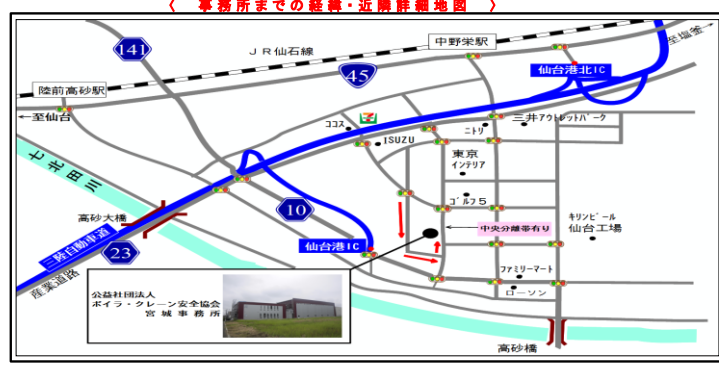 〈 事務所までの経緯・近隣詳細地図 〉
141
JR仙石線
中野栄駅
至塩釜
45
仙台港北IC
陸前高砂駅
←至仙台
ココス
7
ISUZU
ニトリ
三井アウトレットパーク
東京
インテリア
七北田川
高砂大橋
10
ゴルフ5
中央分離帯有り
キリンビール
仙台工場
三陸自動車道
23
仙台港IC
産業道路
ファミリーマート
ローソン
公益社団法人
ボイラ・クレーン安全協会
宮城事務所
高砂橋